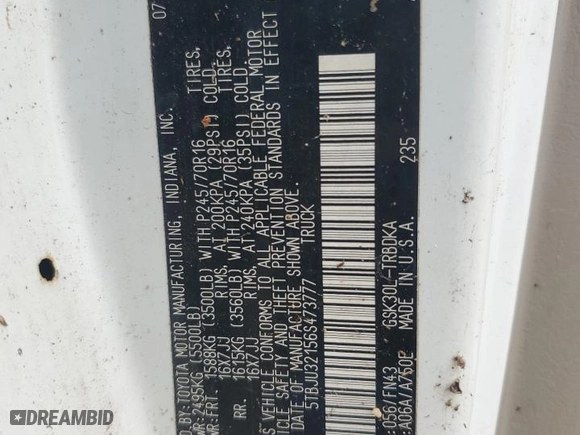 D.BY:TOYOTA MOTOR MANUFACTURING, INDIANA, INC. 07
WR:2495KG (5500LB)
WR:FRT. 1588KG (3500LB) WITH P245/70R16 TIRES,
16X7JJ RIMS, AT 200KPA (29PSI) COLD.
RR. 1615KG (3560LB) WITH P245/70R16 TIRES,
16X7JJ RIMS, AT 240KPA (35PSI) COLD.
S VEHICLE CONFORMS TO ALL APPLICABLE FEDERAL MOTOR
ICLE SAFETY AND THEFT PREVENTION STANDARDS IN EFFECT
DATE OF MANUFACTURE SHOWN ABOVE.
5TBJU32156S473777 TRUCK
235
056 /FN43 GSK30L-TRBDKA
A06A/A750E MADE IN U.S.A.
DREAMBID